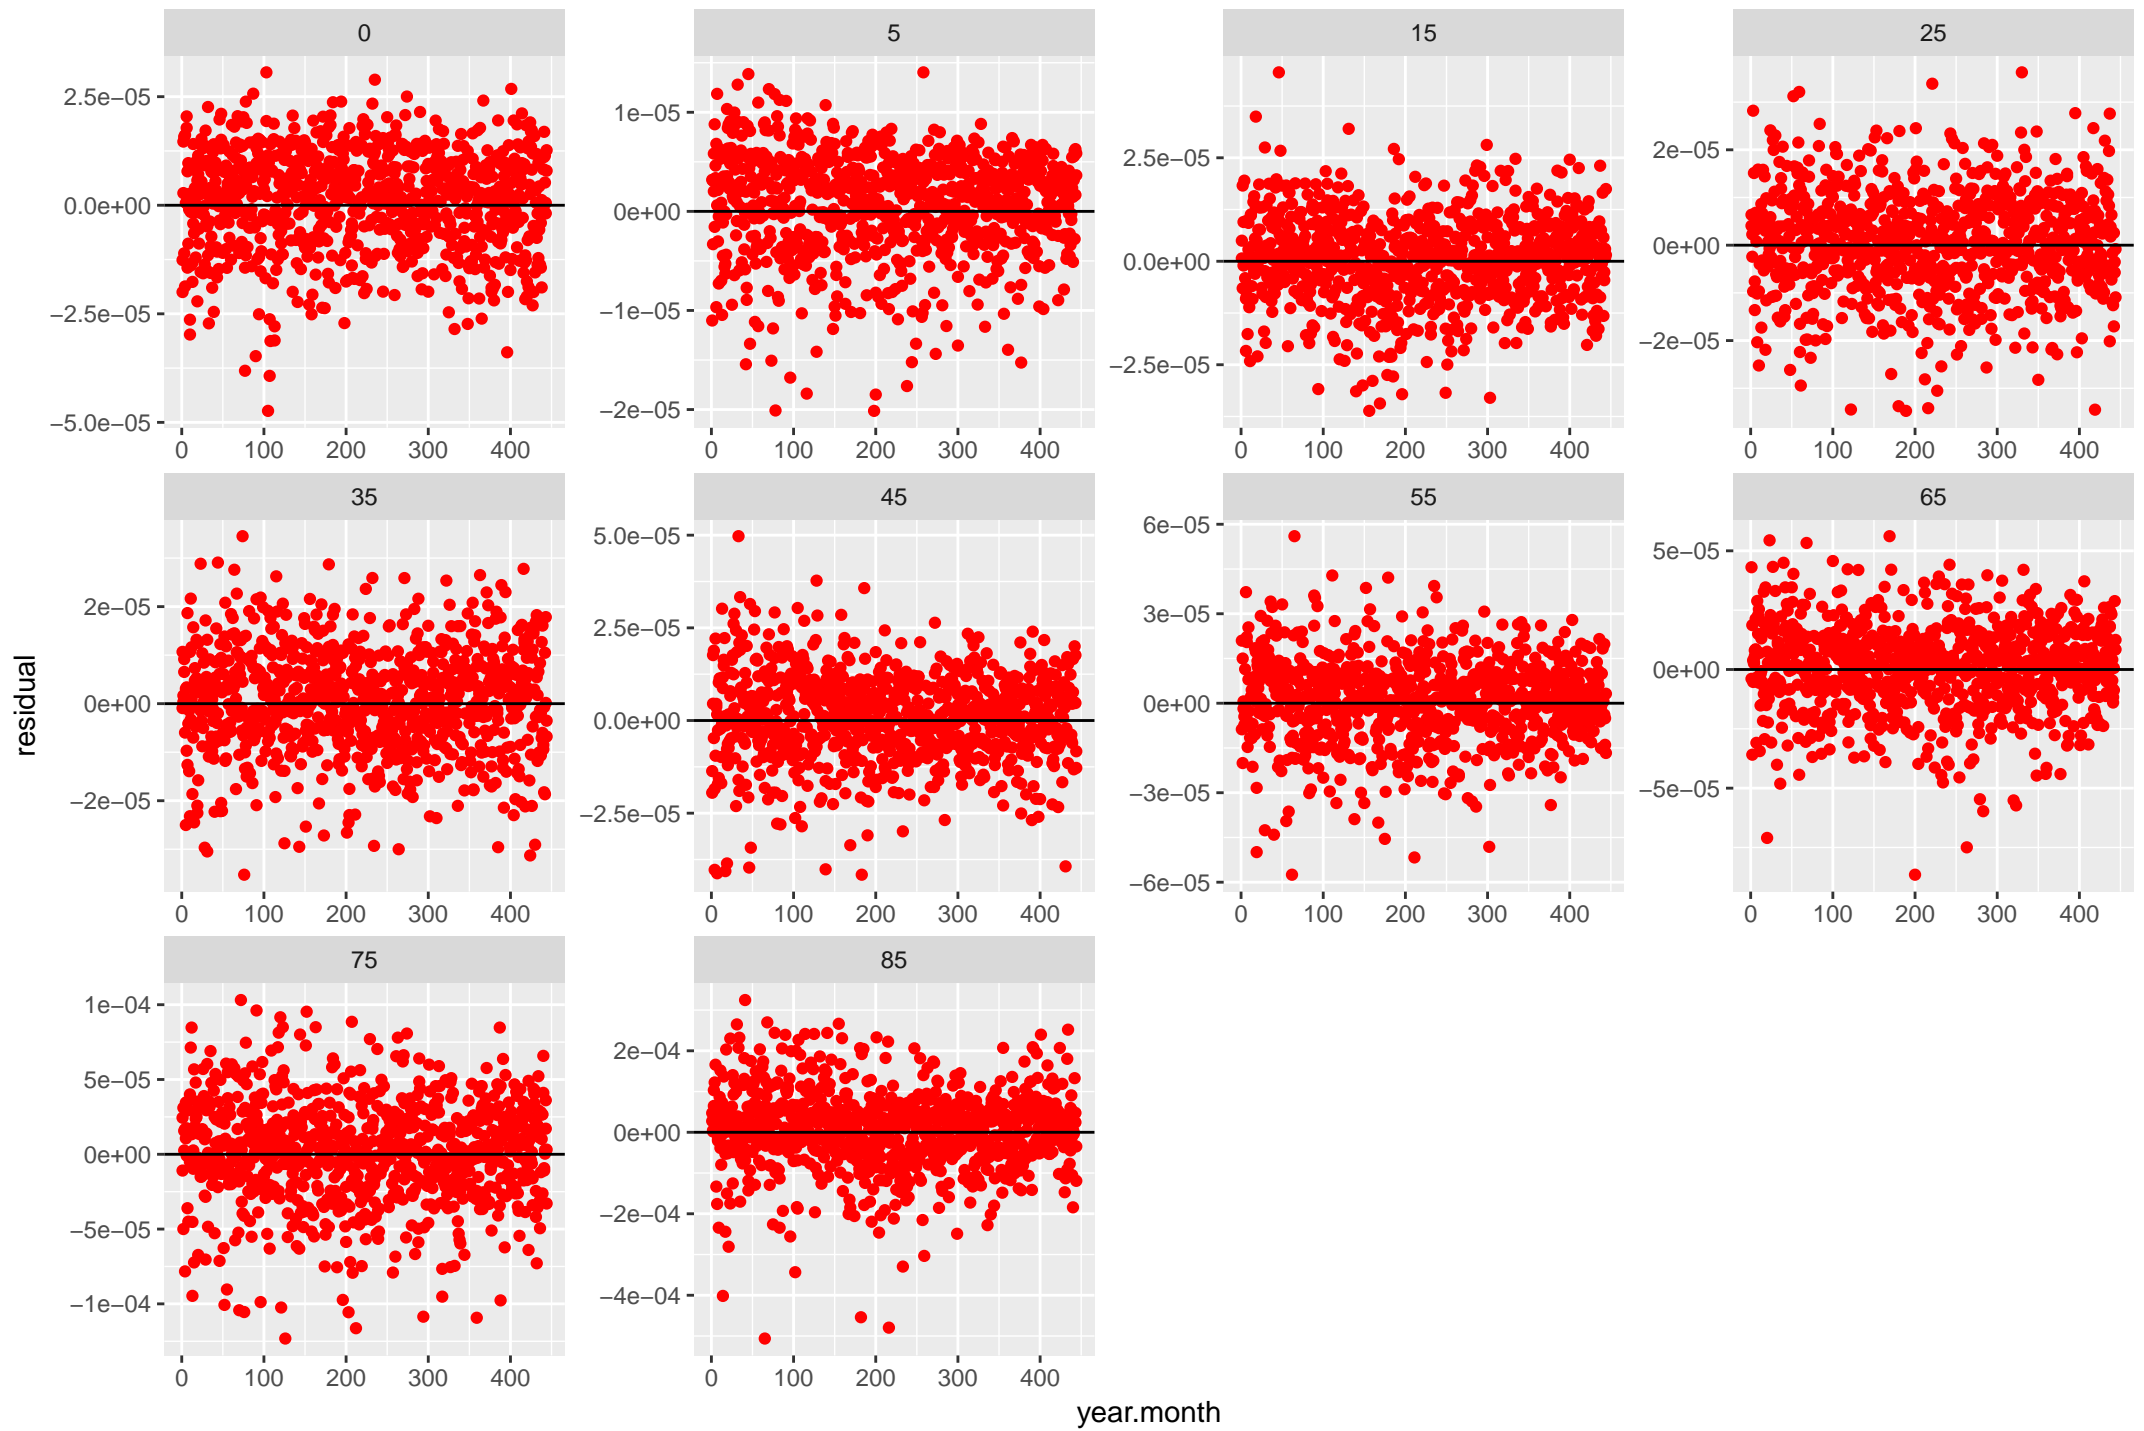 0 5 15 25
2.5e−05 1e−05 2.5e−05 2e−05
0.0e+00 0e+00 0.0e+00 0e+00
−2.5e−05 −1e−05 −2.5e−05 −2e−05
−5.0e−05 −2e−05
0 100 200 300 400 0 100 200 300 400 0 100 200 300 400 0 100 200 300 400
35 45 55 65
2e−05 5.0e−05 6e−05 5e−05
0e+00 2.5e−05 3e−05 0e+00
−2e−05 0.0e+00 0e+00 −5e−05
−2.5e−05 −3e−05
−6e−05
0 100 200 300 400 0 100 200 300 400 0 100 200 300 400 0 100 200 300 400
residual
75 85
1e−04 2e−04
5e−05 0e+00
0e+00 −2e−04
−5e−05 −4e−04
−1e−04
0 100 200 300 400 0 100 200 300 400
year.month